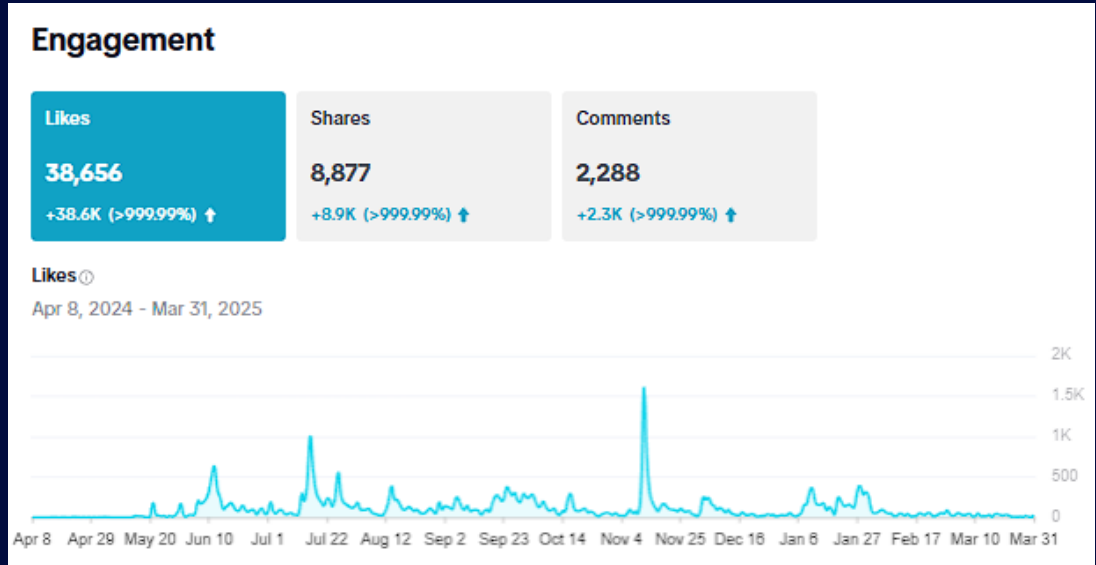 Engagement
Likes Shares Comments
38,656 8,877 2,288
+38.6K (>999.99%) +8.9K (>999.99%) +2.3K (>999.99%)
Likes
Apr 8, 2024 - Mar 31, 2025
2K
1.5K
1K
500
0
Apr 8 Apr 29 May 20 Jun 10 Jul 1 Jul 22 Aug 12 Sep 2 Sep 23 Oct 14 Nov 4 Nov 25 Dec 16 Jan 6 Jan 27 Feb 17 Mar 10 Mar 31